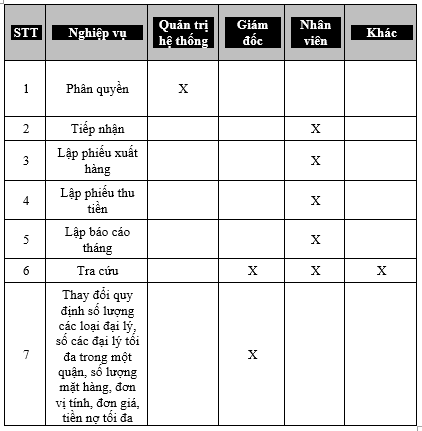 STT Nghiệp vụ Quản trị hệ thống Giám đốc Nhân viên Khác
1 Phân quyền X
2 Tiếp nhận X
3 Lập phiếu xuất hàng X
4 Lập phiếu thu tiền X
5 Lập báo cáo tháng X
6 Tra cứu X X X
7 Thay đổi quy
định số lượng
các loại đại lý,
số các đại lý tối
đa trong một
quận, số lượng
mặt hàng, đơn
vị tính, đơn giá,
tiền nợ tối đa
X